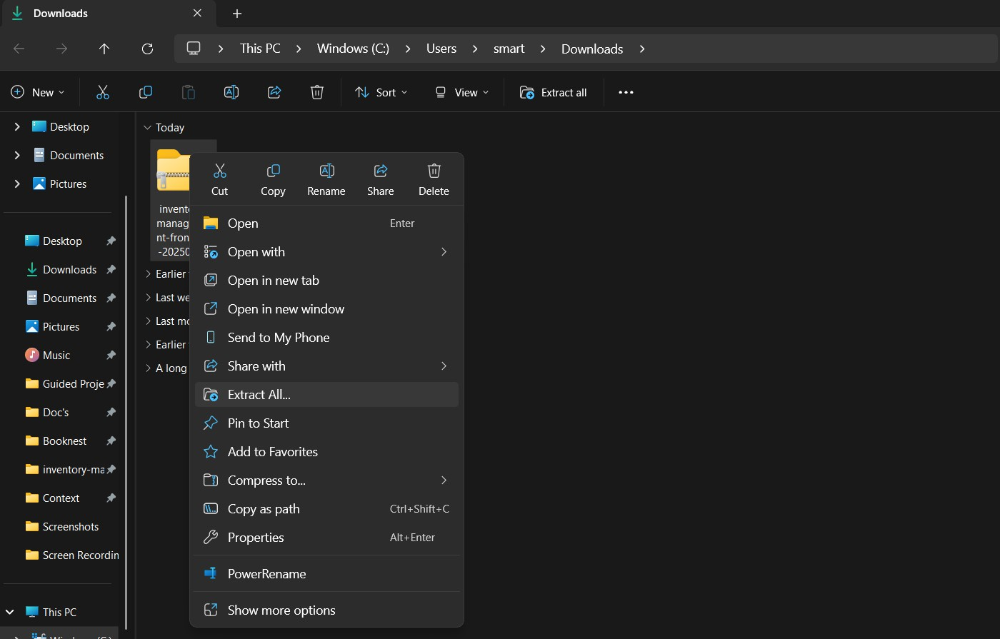 Downloads
This PC > Windows (C:) > Users > smart > Downloads >
New Sort View Extract all
Desktop
Documents
Pictures
Desktop
Downloads
Documents
Pictures
Music
Guided Proje
Doc's
Booknest
inventory-ma
Context
Screenshots
Screen Recordin
This PC
Today
manag
nt-fron
Earlier
Last we
Last mo
Earlier
A long
Cut Copy Rename Share Delete
Open Enter
Open with
Open in new tab
Open in new window
Send to My Phone
Share with
Extract All...
Pin to Start
Add to Favorites
Compress to...
Copy as path Ctrl+Shift+C
Properties Alt+Enter
PowerRename
Show more options